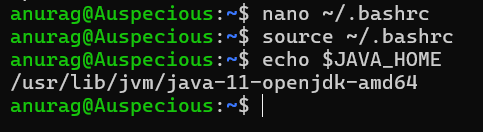 anurag@Auspecious:~$ nano ~/.bashrc
anurag@Auspecious:~$ source ~/.bashrc
anurag@Auspecious:~$ echo $JAVA_HOME
/usr/lib/jvm/java-11-openjdk-amd64
anurag@Auspecious:~$